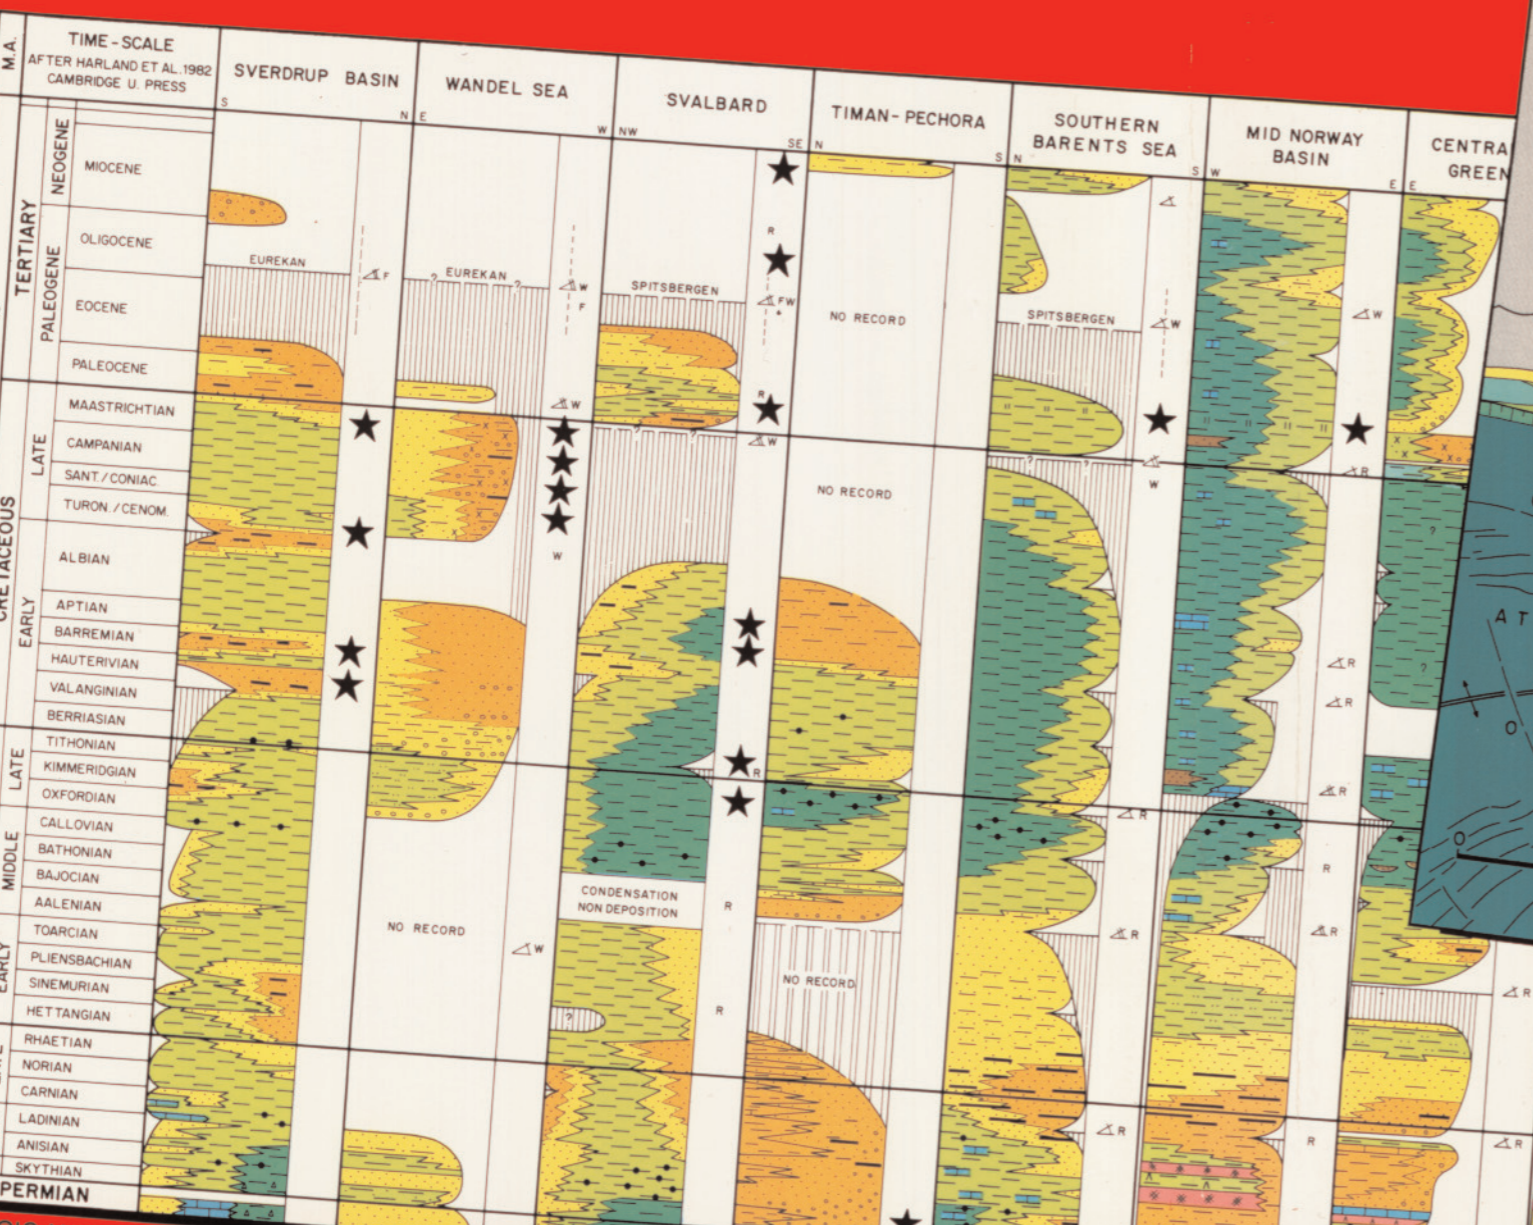 M.A.
TIME-SCALE
AFTER HARLAND ET AL. 1982
CAMBRIDGE U. PRESS
SVERDRUP BASIN
WANDEL SEA
SVALBARD
TIMAN-PECHORA
SOUTHERN
BARENTS SEA
MID NORWAY
BASIN
CENTRA
GREEN
S
N
E
W
NW
SE
N
S
N
S
W
E
E
TERTIARY
NEOGENE
PALEOGENE
MIOCENE
OLIGOCENE
EOCENE
PALEOCENE
CRETACEOUS
LATE
MAASTRICHTIAN
CAMPANIAN
SANT./CONIAC
TURON./CENOM.
EARLY
ALBIAN
APTIAN
BARREMIAN
HAUTERIVIAN
VALANGINIAN
BERRIASIAN
LATE
TITHONIAN
KIMMERIDGIAN
OXFORDIAN
MIDDLE
CALLOVIAN
BATHONIAN
BAJOCIAN
AALENIAN
EARLY
TOARCIAN
PLIENSBACHIAN
SINEMURIAN
HETTANGIAN
RHAETIAN
NORIAN
CARNIAN
LADINIAN
ANISIAN
SKYTHIAN
PERMIAN
EUREKAN
F
? EUREKAN ?
W
F
W
W
NO RECORD
W
R
SPITSBERGEN
FW
R
W
? ?
R
CONDENSATION
NON DEPOSITION
R
?
R
NO RECORD
NO RECORD
NO RECORD
SPITSBERGEN
W
? ?
W
R
R
R
W
R
R
R
R
R
R
R
?
?
R
R
A T
O
O